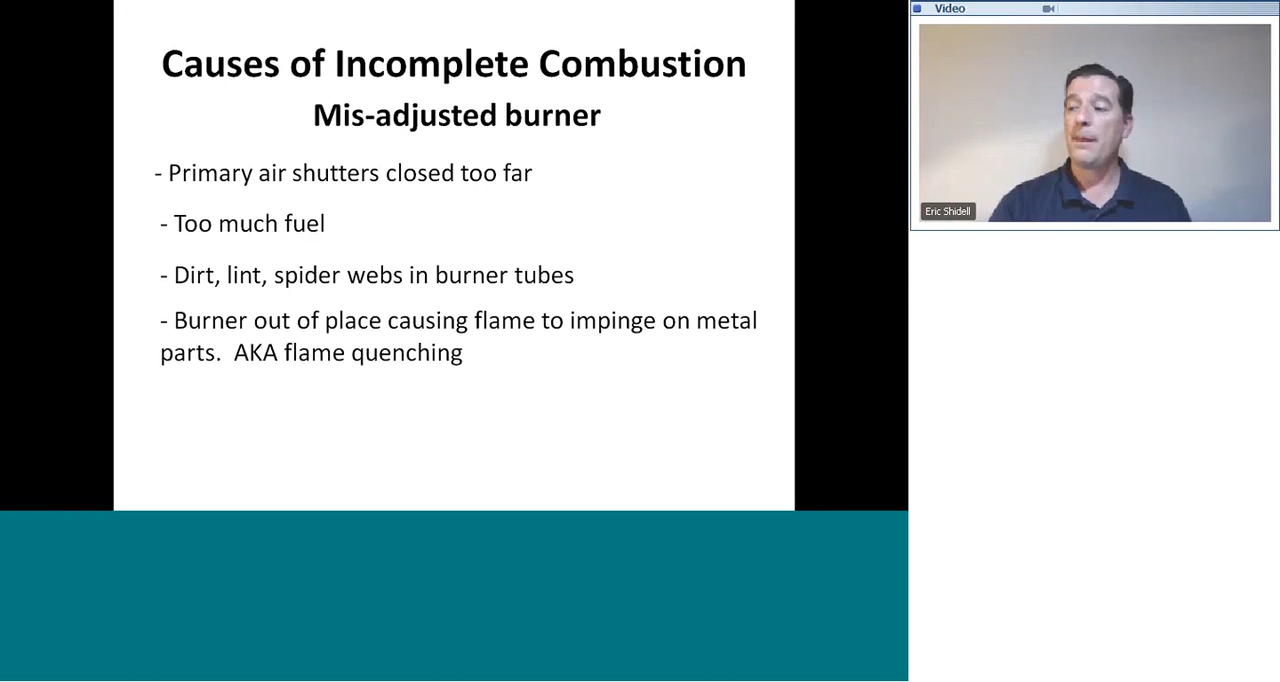 Causes of Incomplete Combustion
Mis-adjusted burner
- Primary air shutters closed too far
- Too much fuel
- Dirt, lint, spider webs in burner tubes
- Burner out of place causing flame to impinge on metal
parts.  AKA flame quenching
Video
Eric Shidell